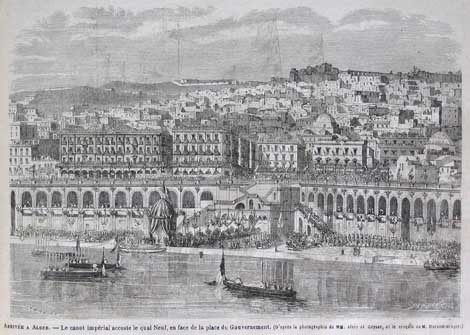 ARRIVÉE A ALGER. — Le canot impérial accoste le quai Neuf, en face de la place du Gouvernement. (D'après la photographie de MM. Alary et Geyser, et le croquis de M.